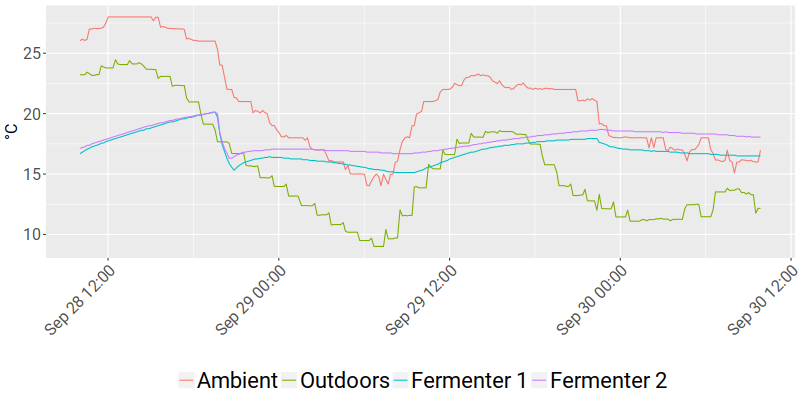 °C
25
20
15
10
Sep 28 12:00
Sep 29 00:00
Sep 29 12:00
Sep 30 00:00
Sep 30 12:00
Ambient Outdoors Fermenter 1 Fermenter 2